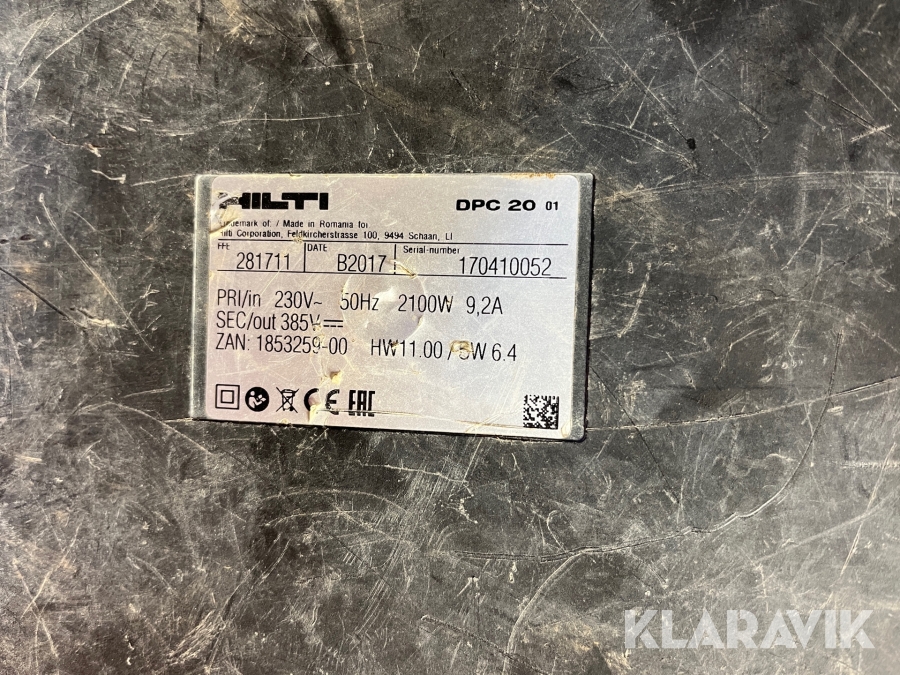 HILTI DPC 20 01
Trademark of: / Made in Romania for
Hilti Corporation, Feldkircherstrasse 100, 9494 Schaan, LI
DATE Serial-number
281711 B2017 170410052
PRI/in 230V~ 50Hz 2100W 9,2A
SEC/out 385V⎓
ZAN: 1853259-00 HW11.00 / SW 6.4
CE EAC
KLARAVIK